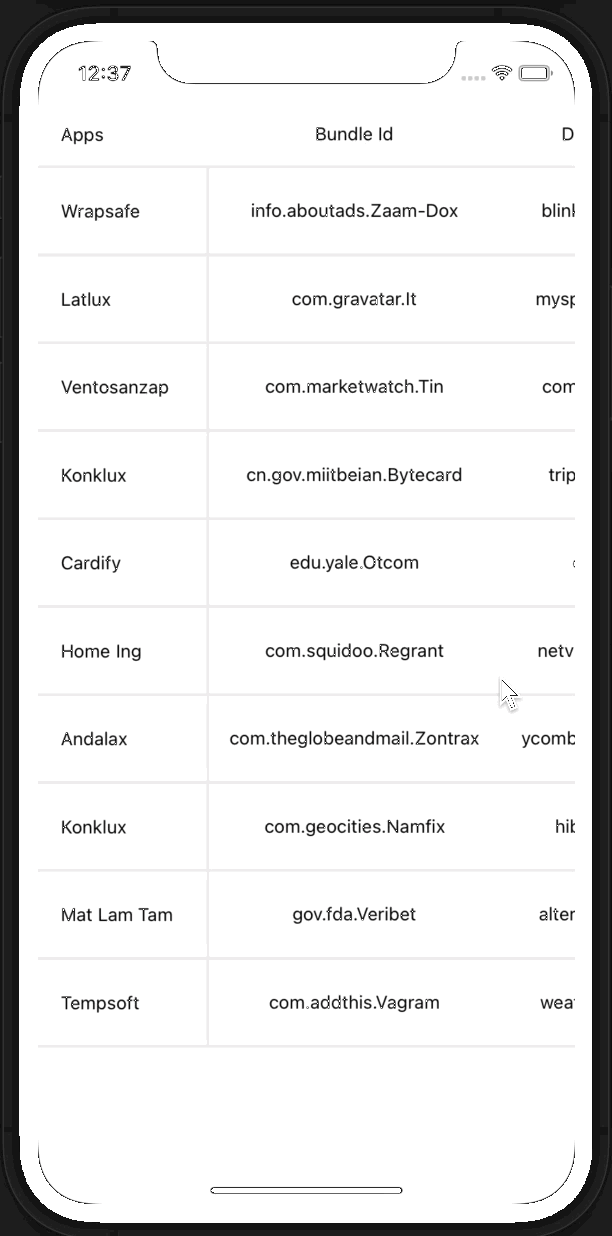 12:37
Apps Bundle Id D
Wrapsafe info.aboutads.Zaam-Dox blin
Latlux com.gravatar.It mysp
Ventosanzap com.marketwatch.Tin com
Konklux cn.gov.miitbeian.Bytecard trip
Cardify edu.yale.Otcom
Home Ing com.squidoo.Regrant netv
Andalax com.theglobeandmail.Zontrax ycomb
Konklux com.geocities.Namfix hib
Mat Lam Tam gov.fda.Veribet alter
Tempsoft com.addthis.Vagram wea